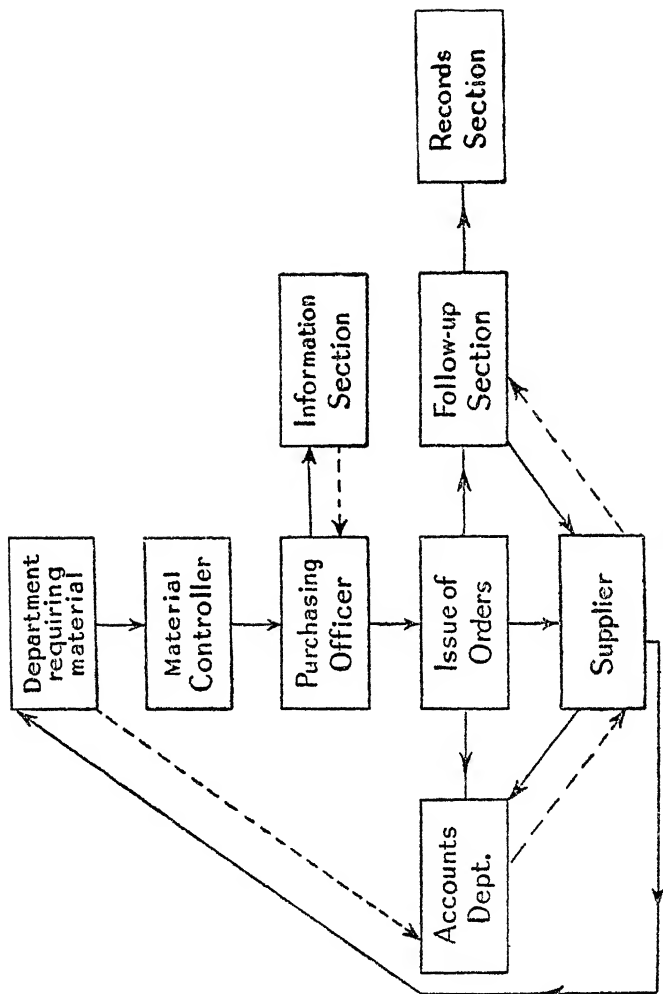 Department
requiring
material
Material
Controller
Purchasing
Officer
Information
Section
Issue of
Orders
Follow-up
Section
Records
Section
Accounts
Dept.
Supplier